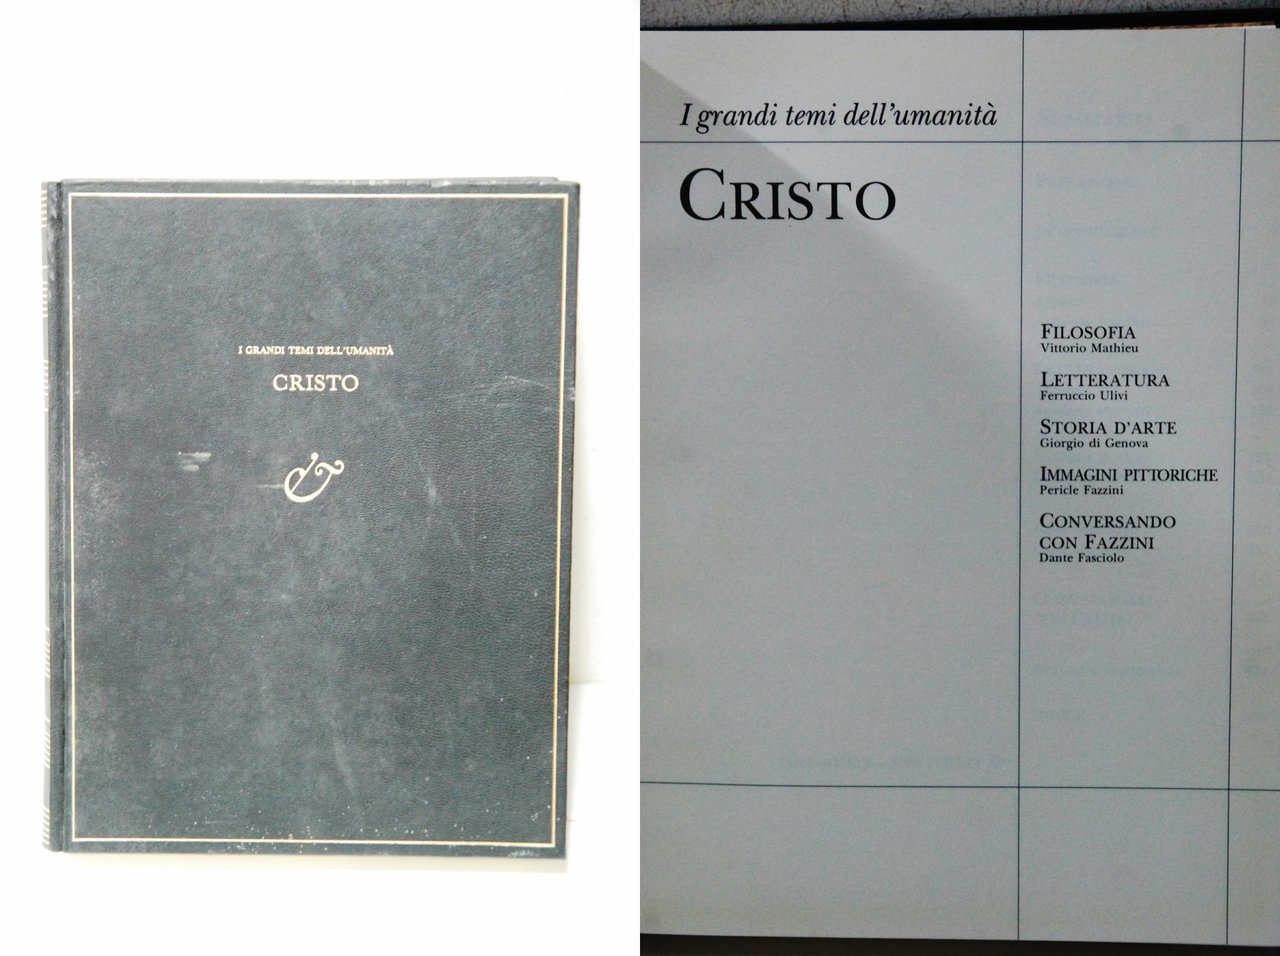 I GRANDI TEMI DELL'UMANITÀ
CRISTO
&
I grandi temi dell'umanità
CRISTO
FILOSOFIA
Vittorio Mathieu
LETTERATURA
Ferruccio Ulivi
STORIA D'ARTE
Giorgio di Genova
IMMAGINI PITTORICHE
Pericle Fazzini
CONVERSANDO
CON FAZZINI
Dante Fasciolo